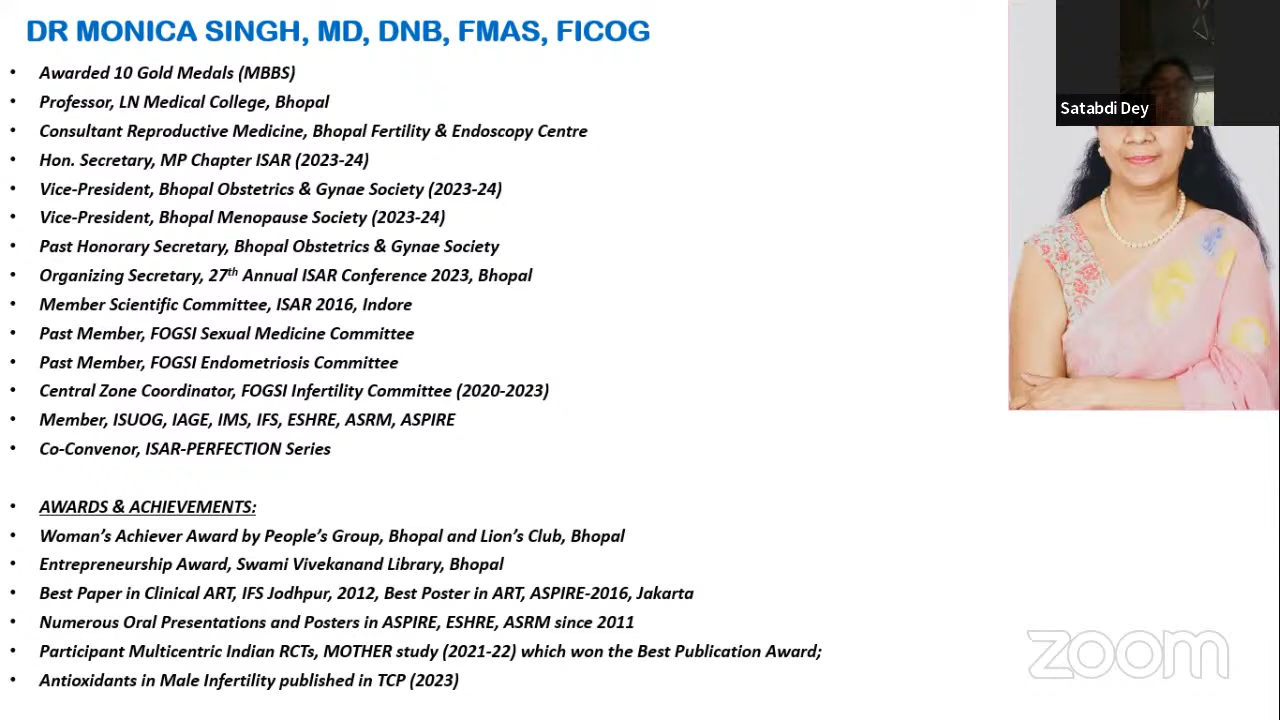 DR MONICA SINGH, MD, DNB, FMAS, FICOG
• Awarded 10 Gold Medals (MBBS)
• Professor, LN Medical College, Bhopal
• Consultant Reproductive Medicine, Bhopal Fertility & Endoscopy Centre
• Hon. Secretary, MP Chapter ISAR (2023-24)
• Vice-President, Bhopal Obstetrics & Gynae Society (2023-24)
• Vice-President, Bhopal Menopause Society (2023-24)
• Past Honorary Secretary, Bhopal Obstetrics & Gynae Society
• Organizing Secretary, 27th Annual ISAR Conference 2023, Bhopal
• Member Scientific Committee, ISAR 2016, Indore
• Past Member, FOGSI Sexual Medicine Committee
• Past Member, FOGSI Endometriosis Committee
• Central Zone Coordinator, FOGSI Infertility Committee (2020-2023)
• Member, ISUOG, IAGE, IMS, IFS, ESHRE, ASRM, ASPIRE
• Co-Convenor, ISAR-PERFECTION Series
• AWARDS & ACHIEVEMENTS:
• Woman’s Achiever Award by People’s Group, Bhopal and Lion’s Club, Bhopal
• Entrepreneurship Award, Swami Vivekanand Library, Bhopal
• Best Paper in Clinical ART, IFS Jodhpur, 2012, Best Poster in ART, ASPIRE-2016, Jakarta
• Numerous Oral Presentations and Posters in ASPIRE, ESHRE, ASRM since 2011
• Participant Multicentric Indian RCTs, MOTHER study (2021-22) which won the Best Publication Award;
• Antioxidants in Male Infertility published in TCP (2023)
Satabdi Dey
zoom